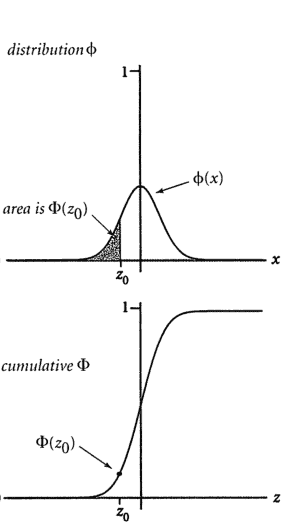 distribution ϕ
1
ϕ(x)
area is Φ(z₀)
x
z₀
1
cumulative Φ
Φ(z₀)
z
z₀